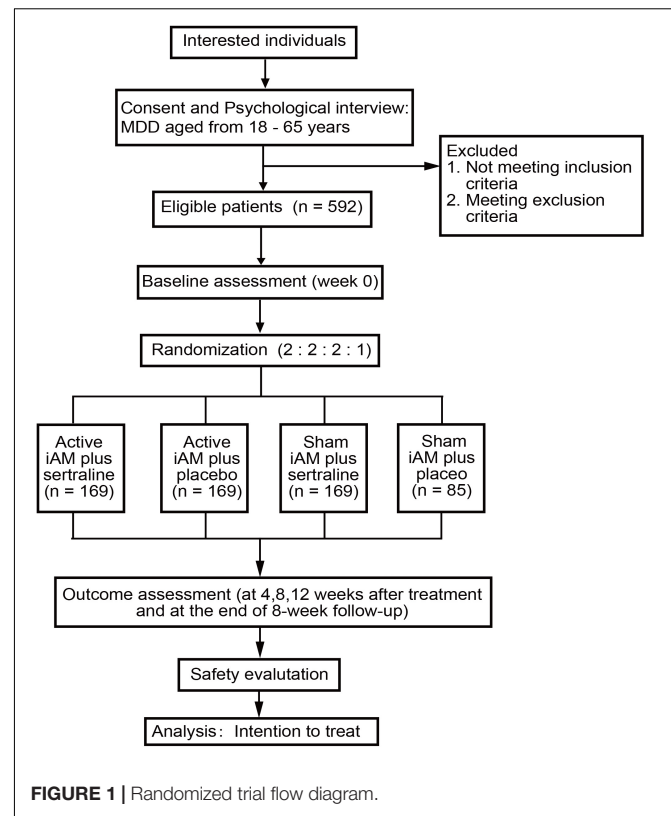 Interested individuals
Consent and Psychological interview:
MDD aged from 18 - 65 years
Excluded
1. Not meeting inclusion
criteria
2. Meeting exclusion
criteria
Eligible patients (n = 592)
Baseline assessment (week 0)
Randomization (2 : 2 : 2 : 1)
Active
iAM plus
sertraline
(n = 169)
Active
iAM plus
placebo
(n = 169)
Sham
iAM plus
sertraline
(n = 169)
Sham
iAM plus
placeo
(n = 85)
Outcome assessment (at 4,8,12 weeks after treatment
and at the end of 8-week follow-up)
Safety evalutation
Analysis: Intention to treat
FIGURE 1 | Randomized trial flow diagram.